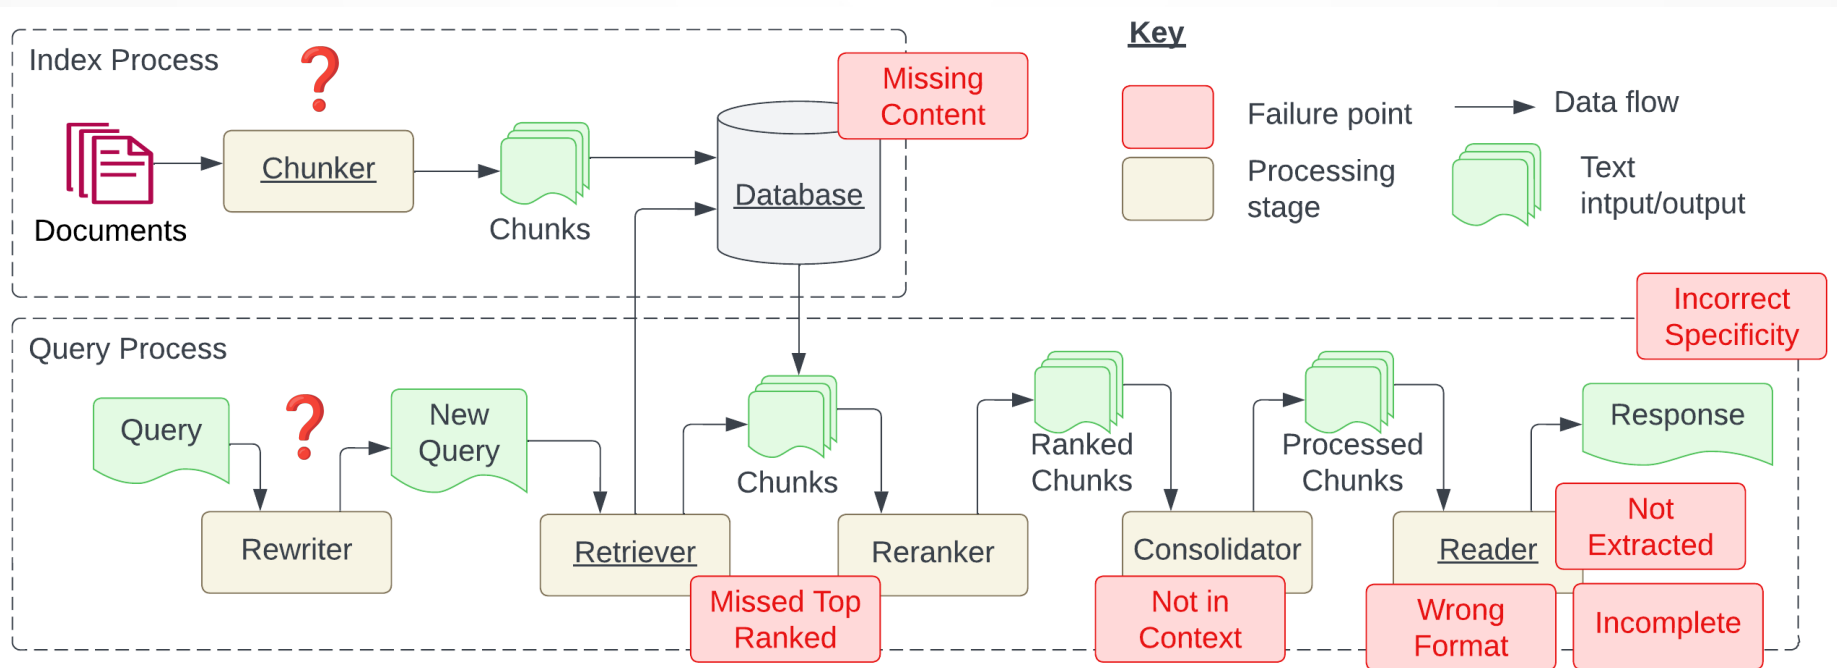 Index Process
Documents
Chunker
Chunks
Database
Missing
Content
Key
Failure point
Data flow
Processing
stage
Text
intput/output
Incorrect
Specificity
Query Process
Query
Rewriter
New
Query
Retriever
Missed Top
Ranked
Chunks
Reranker
Ranked
Chunks
Consolidator
Not in
Context
Processed
Chunks
Reader
Wrong
Format
Not
Extracted
Incomplete
Response